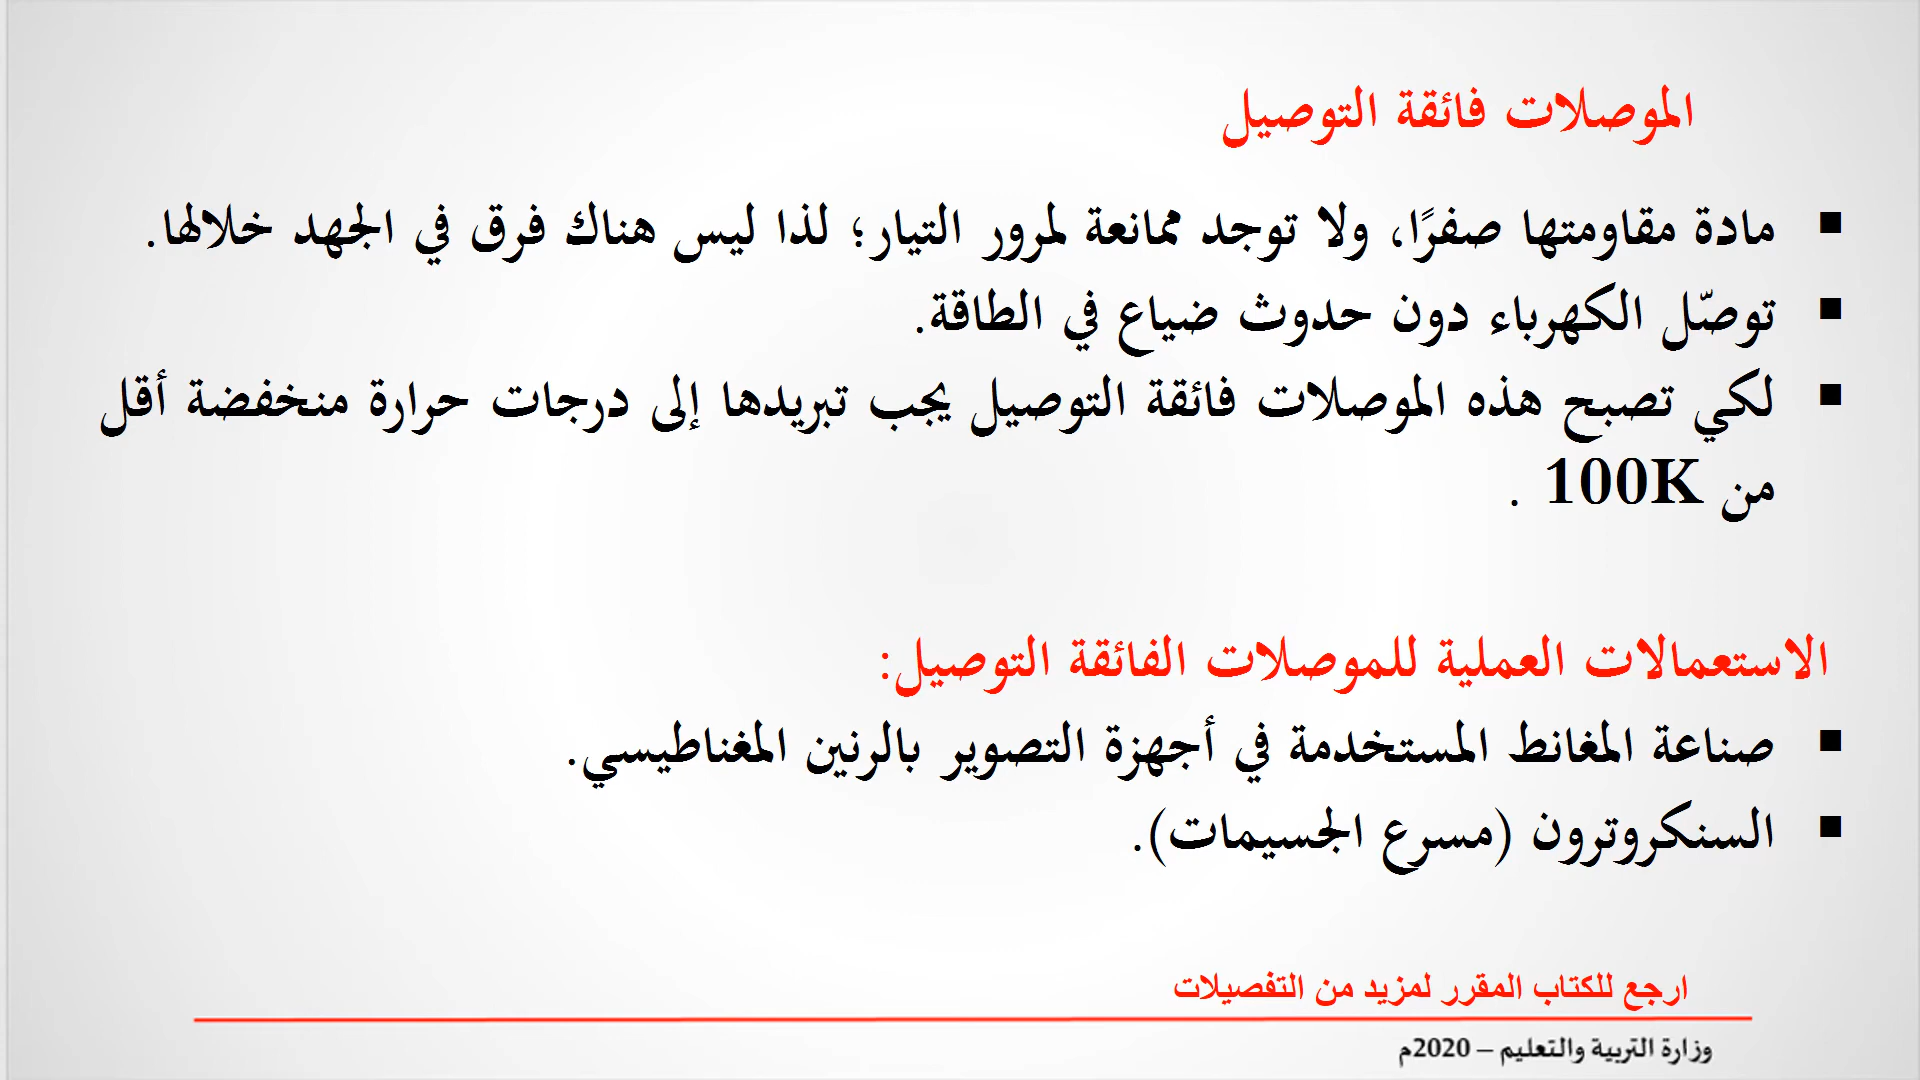 الموصلات فائقة التوصيل
▪ مادة مقاومتها صفرًا، ولا توجد ممانعة لمرور التيار؛ لذا ليس هناك فرق في الجهد خلالها.
▪ توصّل الكهرباء دون حدوث ضياع في الطاقة.
▪ لكي تصبح هذه الموصلات فائقة التوصيل يجب تبريدها إلى درجات حرارة منخفضة أقل
من 100K .
الاستعمالات العملية للموصلات الفائقة التوصيل:
▪ صناعة المغانط المستخدمة في أجهزة التصوير بالرنين المغناطيسي.
▪ السنكروترون (مسرع الجسيمات).
ارجع للكتاب المقرر لمزيد من التفصيلات
وزارة التربية والتعليم – 2020م